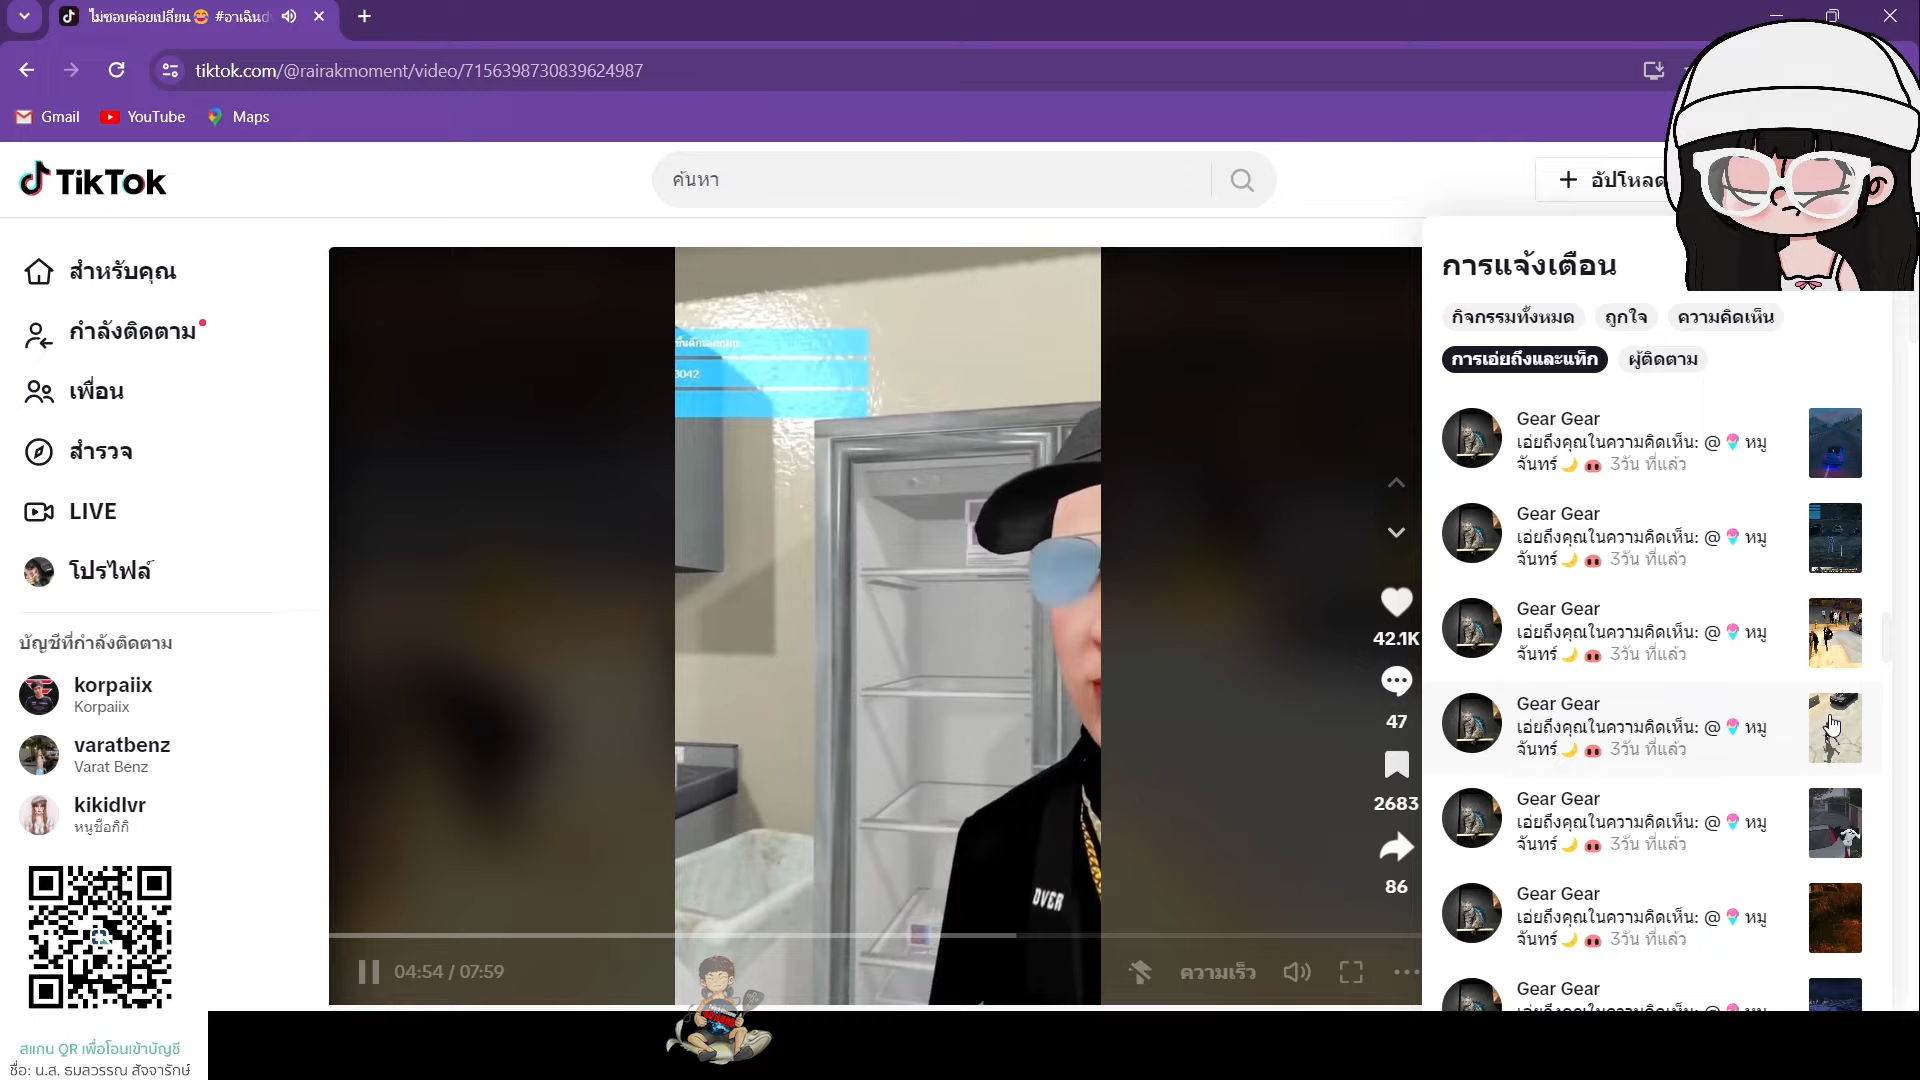 ไม่ชอบค่อยเปลี่ยน😂 #อาเฉินd
tiktok.com/@rairakmoment/video/7156398730839624987
Gmail YouTube Maps
TikTok
ค้นหา
อัปโหลด
สำหรับคุณ
กำลังติดตาม
เพื่อน
สำรวจ
LIVE
โปรไฟล์
บัญชีที่กำลังติดตาม
korpaiix
Korpaiix
varatbenz
Varat Benz
kikidlvr
หนูชื่อกิกิ
สแกน QR เพื่อโอนเข้าบัญชี
ชื่อ: น.ส. ธมลวรรณ สัจจารักษ์
3042
OVER
42.1K
47
2683
86
04:54 / 07:59
ความเร็ว
การแจ้งเตือน
กิจกรรมทั้งหมด ถูกใจ ความคิดเห็น
การเอ่ยถึงและแท็ก ผู้ติดตาม
Gear Gear
เอ่ยถึงคุณในความคิดเห็น: @🍧 หมู
จันทร์🌙🐽 3วัน ที่แล้ว
Gear Gear
เอ่ยถึงคุณในความคิดเห็น: @🍧 หมู
จันทร์🌙🐽 3วัน ที่แล้ว
Gear Gear
เอ่ยถึงคุณในความคิดเห็น: @🍧 หมู
จันทร์🌙🐽 3วัน ที่แล้ว
Gear Gear
เอ่ยถึงคุณในความคิดเห็น: @🍧 หมู
จันทร์🌙🐽 3วัน ที่แล้ว
Gear Gear
เอ่ยถึงคุณในความคิดเห็น: @🍧 หมู
จันทร์🌙🐽 3วัน ที่แล้ว
Gear Gear
เอ่ยถึงคุณในความคิดเห็น: @🍧 หมู
จันทร์🌙🐽 3วัน ที่แล้ว
Gear Gear